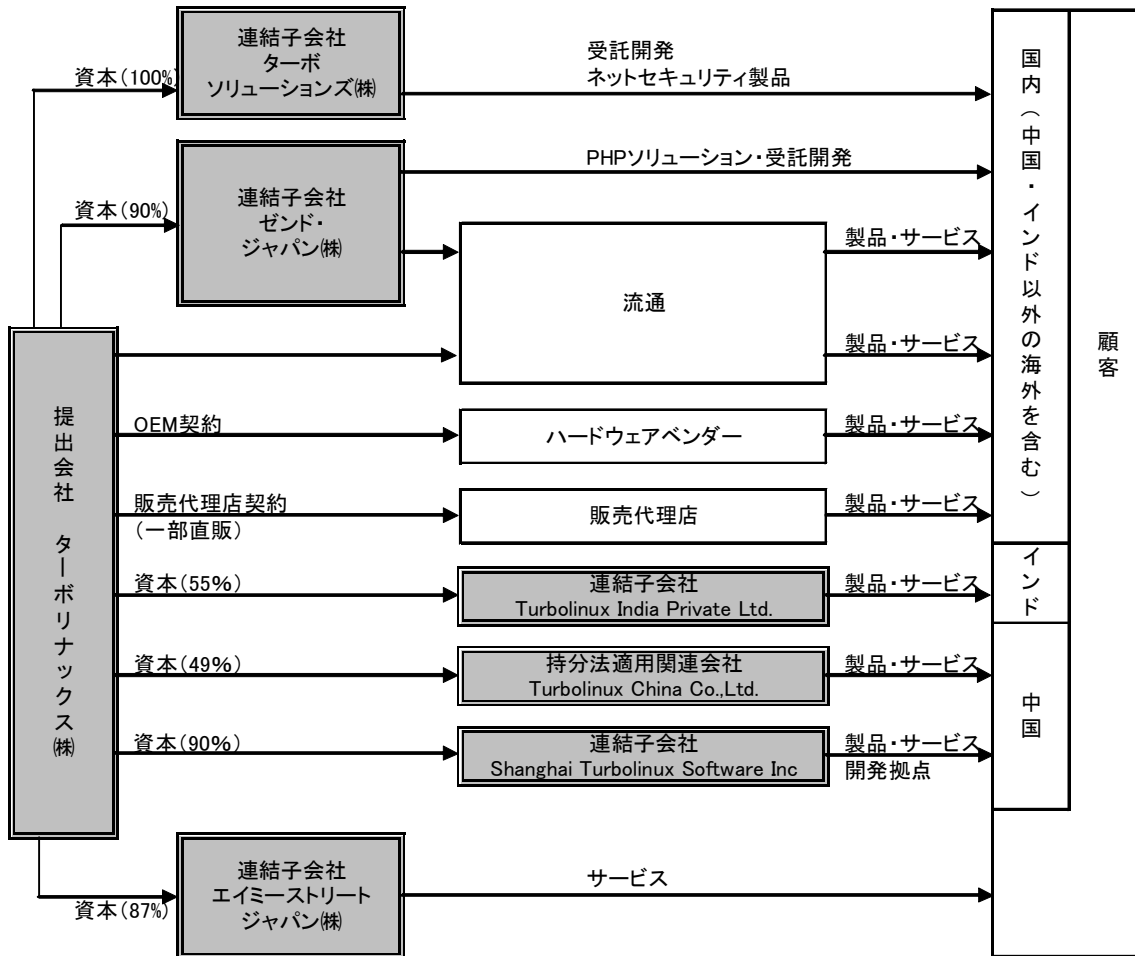 連結子会社
ターボ
ソリューションズ㈱
資本(100%)
受託開発
ネットセキュリティ製品
連結子会社
ゼンド・
ジャパン㈱
資本(90%)
PHPソリューション・受託開発
流通
製品・サービス
製品・サービス
提出会社 ターボリナックス㈱
OEM契約
ハードウェアベンダー
製品・サービス
販売代理店契約
(一部直販)
販売代理店
製品・サービス
資本(55%)
連結子会社
Turbolinux India Private Ltd.
製品・サービス
資本(49%)
持分法適用関連会社
Turbolinux China Co.,Ltd.
製品・サービス
資本(90%)
連結子会社
Shanghai Turbolinux Software Inc
製品・サービス
開発拠点
連結子会社
エイミーストリート
ジャパン㈱
資本(87%)
サービス
国内(中国・インド以外の海外を含む)
インド
中国
顧客